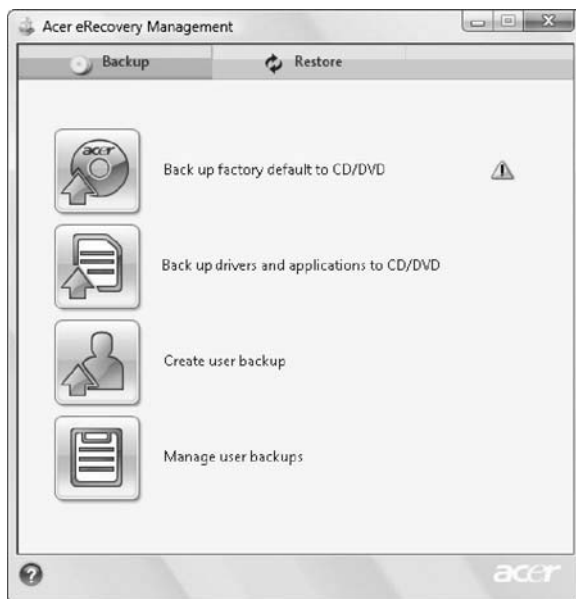 Acer eRecovery Management
Backup
Restore
acer
Back up factory default to CD/DVD
Back up drivers and applications to CD/DVD
Create user backup
Manage user backups
?
acer